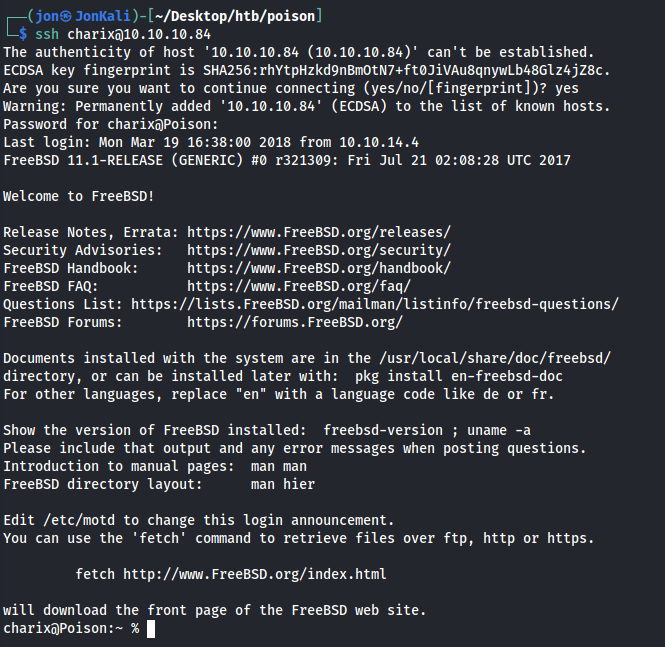 (jon㉿JonKali)-[~/Desktop/htb/poison]
$ ssh charix@10.10.10.84
The authenticity of host '10.10.10.84 (10.10.10.84)' can't be established.
ECDSA key fingerprint is SHA256:rhYtpHzkd9nBmOtN7+ft0JiVAu8qnywLb48Glz4jZ8c.
Are you sure you want to continue connecting (yes/no/[fingerprint])? yes
Warning: Permanently added '10.10.10.84' (ECDSA) to the list of known hosts.
Password for charix@Poison:
Last login: Mon Mar 19 16:38:00 2018 from 10.10.14.4
FreeBSD 11.1-RELEASE (GENERIC) #0 r321309: Fri Jul 21 02:08:28 UTC 2017

Welcome to FreeBSD!

Release Notes, Errata: https://www.FreeBSD.org/releases/
Security Advisories:   https://www.FreeBSD.org/security/
FreeBSD Handbook:      https://www.FreeBSD.org/handbook/
FreeBSD FAQ:           https://www.FreeBSD.org/faq/
Questions List: https://lists.FreeBSD.org/mailman/listinfo/freebsd-questions/
FreeBSD Forums:        https://forums.FreeBSD.org/

Documents installed with the system are in the /usr/local/share/doc/freebsd/
directory, or can be installed later with:  pkg install en-freebsd-doc
For other languages, replace "en" with a language code like de or fr.

Show the version of FreeBSD installed:  freebsd-version ; uname -a
Please include that output and any error messages when posting questions.
Introduction to manual pages:  man man
FreeBSD directory layout:      man hier

Edit /etc/motd to change this login announcement.
You can use the 'fetch' command to retrieve files over ftp, http or https.

        fetch http://www.FreeBSD.org/index.html

will download the front page of the FreeBSD web site.
charix@Poison:~ %